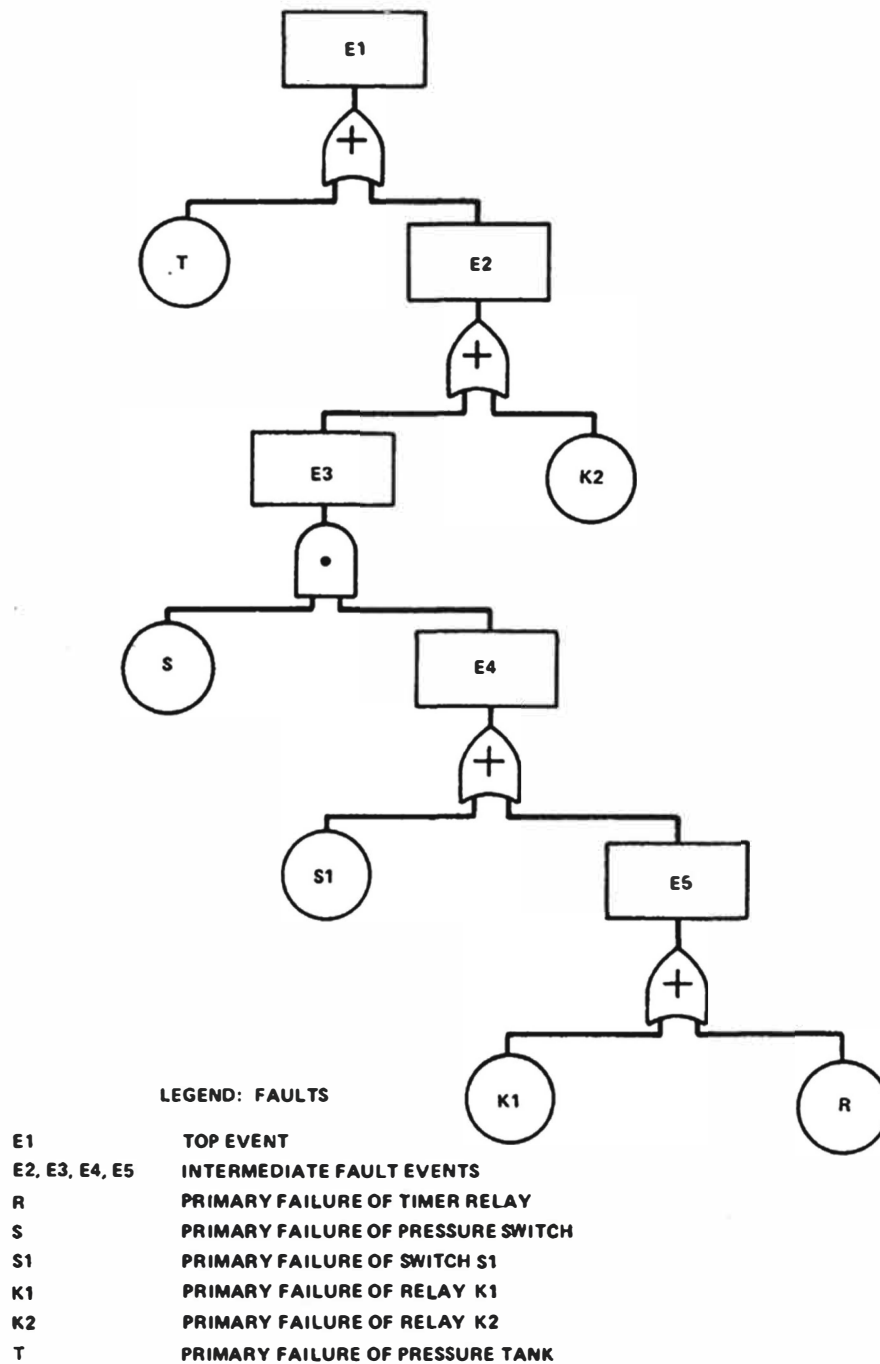 E1
+
T
E2
+
E3
K2
S
E4
+
S1
E5
+
K1
R
LEGEND: FAULTS
E1 TOP EVENT
E2, E3, E4, E5 INTERMEDIATE FAULT EVENTS
R PRIMARY FAILURE OF TIMER RELAY
S PRIMARY FAILURE OF PRESSURE SWITCH
S1 PRIMARY FAILURE OF SWITCH S1
K1 PRIMARY FAILURE OF RELAY K1
K2 PRIMARY FAILURE OF RELAY K2
T PRIMARY FAILURE OF PRESSURE TANK